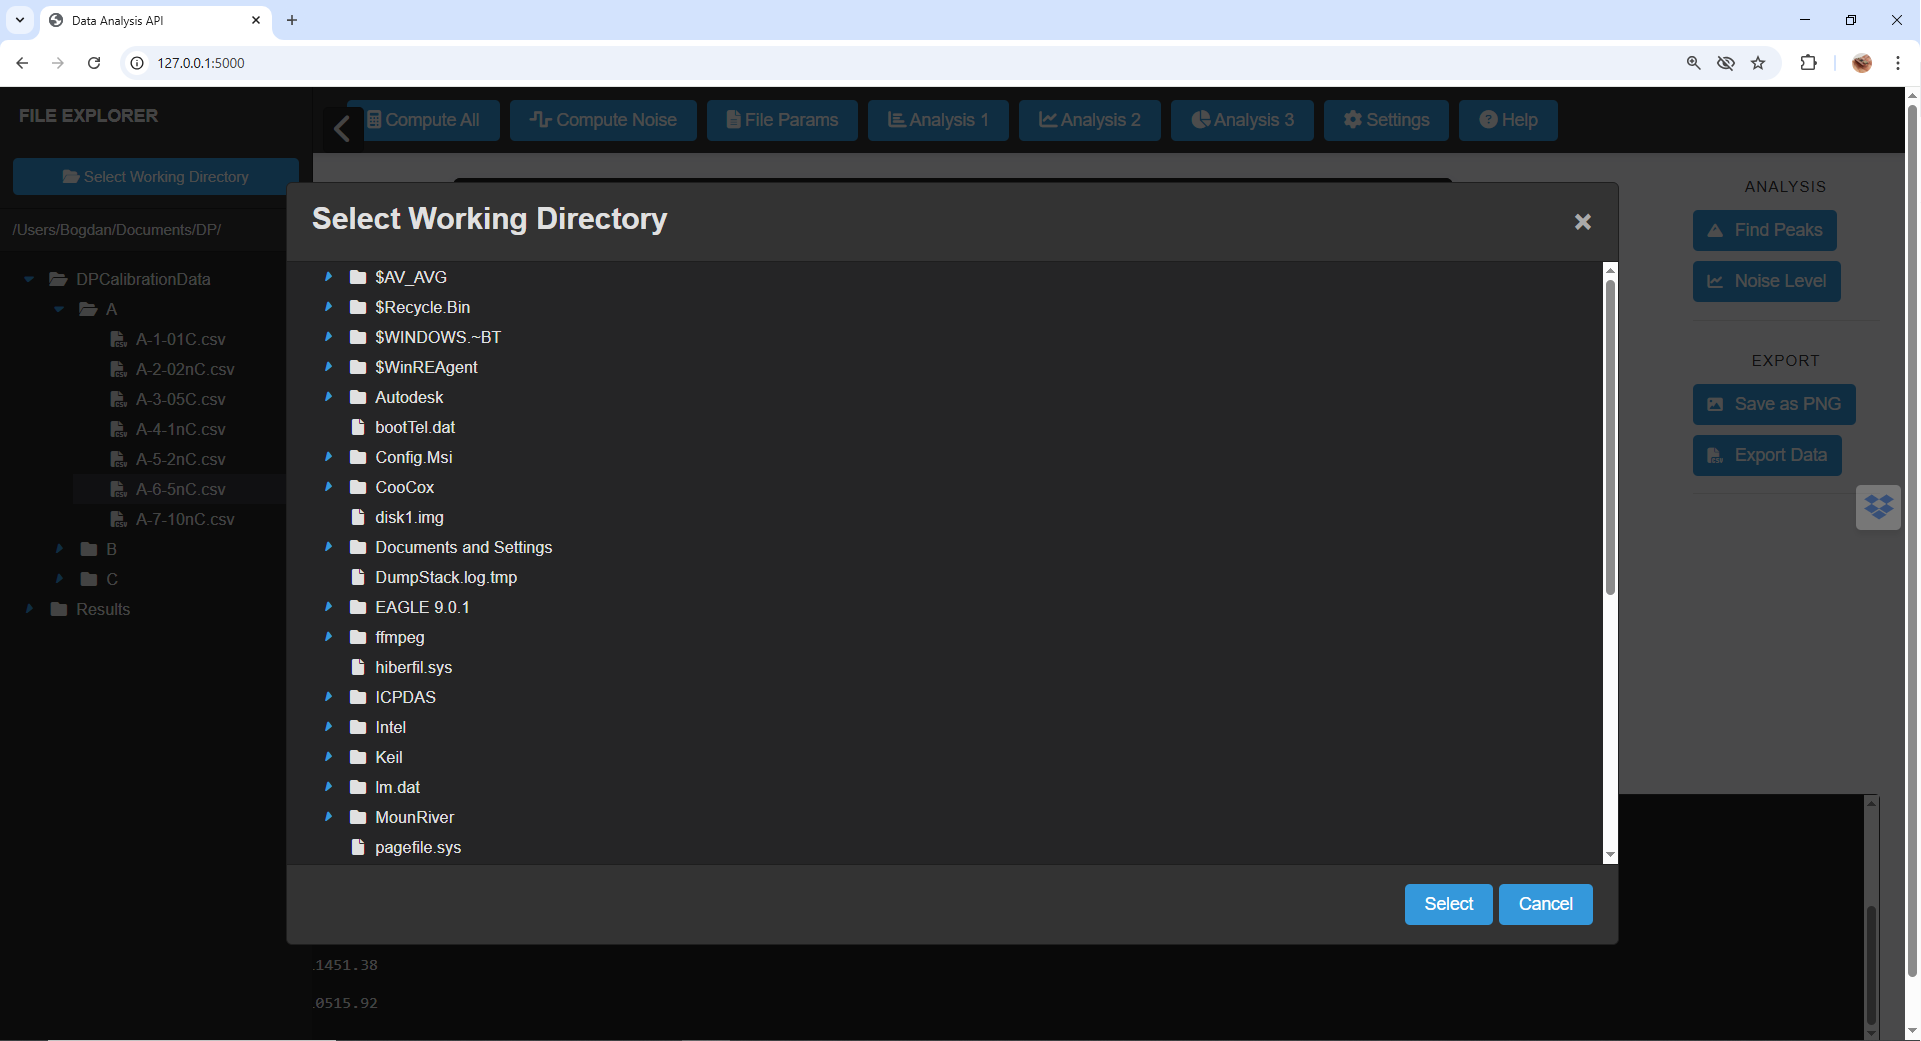 Data Analysis API
127.0.0.1:5000
FILE EXPLORER
Compute All
Compute Noise
File Params
Analysis 1
Analysis 2
Analysis 3
Settings
Help
Select Working Directory
/Users/Bogdan/Documents/DP/
DPCalibrationData
A
A-1-01C.csv
A-2-02nC.csv
A-3-05C.csv
A-4-1nC.csv
A-5-2nC.csv
A-6-5nC.csv
A-7-10nC.csv
B
C
Results
Select Working Directory
$AV_AVG
$Recycle.Bin
$WINDOWS.~BT
$WinREAgent
Autodesk
bootTel.dat
Config.Msi
CooCox
disk1.img
Documents and Settings
DumpStack.log.tmp
EAGLE 9.0.1
ffmpeg
hiberfil.sys
ICPDAS
Intel
Keil
lm.dat
MounRiver
pagefile.sys
Select
Cancel
ANALYSIS
Find Peaks
Noise Level
EXPORT
Save as PNG
Export Data
1451.38
0515.92